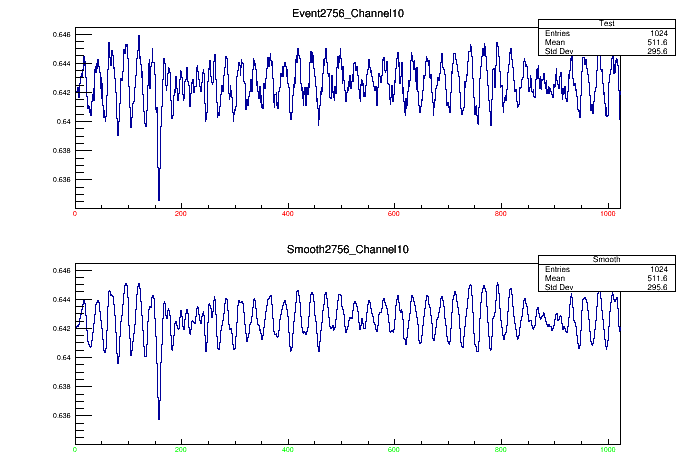 Event2756_Channel10
Test
Entries 1024
Mean 511.6
Std Dev 295.6
0.646
0.644
0.642
0.64
0.638
0.636
0 200 400 600 800 1000
Smooth2756_Channel10
Smooth
Entries 1024
Mean 511.6
Std Dev 295.6
0.646
0.644
0.642
0.64
0.638
0.636
0 200 400 600 800 1000